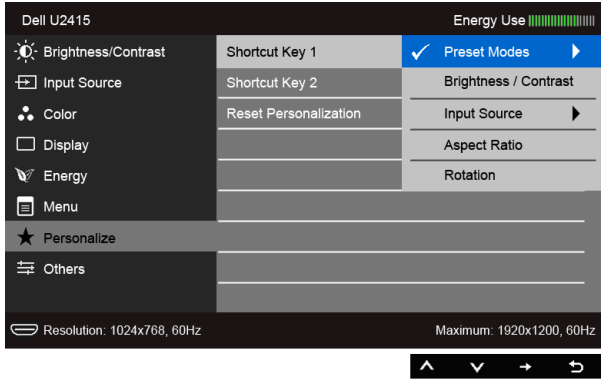 Dell U2415
Energy Use
Brightness/Contrast
Shortcut Key 1
Preset Modes
Input Source
Shortcut Key 2
Brightness / Contrast
Color
Reset Personalization
Input Source
Display
Aspect Ratio
Energy
Rotation
Menu
Personalize
Others
Resolution: 1024x768, 60Hz
Maximum: 1920x1200, 60Hz